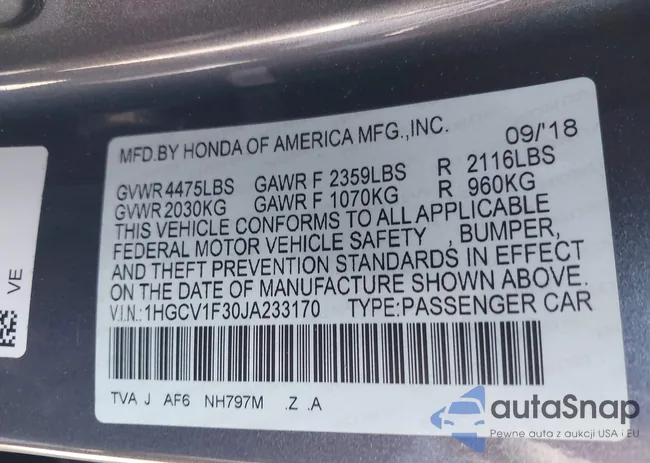 MFD.BY HONDA OF AMERICA MFG.,INC. 09/'18
GVWR 4475LBS GAWR F 2359LBS R 2116LBS
GVWR 2030KG GAWR F 1070KG R 960KG
THIS VEHICLE CONFORMS TO ALL APPLICABLE
FEDERAL MOTOR VEHICLE SAFETY , BUMPER,
AND THEFT PREVENTION STANDARDS IN EFFECT
ON THE DATE OF MANUFACTURE SHOWN ABOVE.
V.I.N.:1HGCV1F30JA233170 TYPE:PASSENGER CAR
TVA J AF6 NH797M .Z .A
VE
autaSnap
Pewne auta z aukcji USA i EU